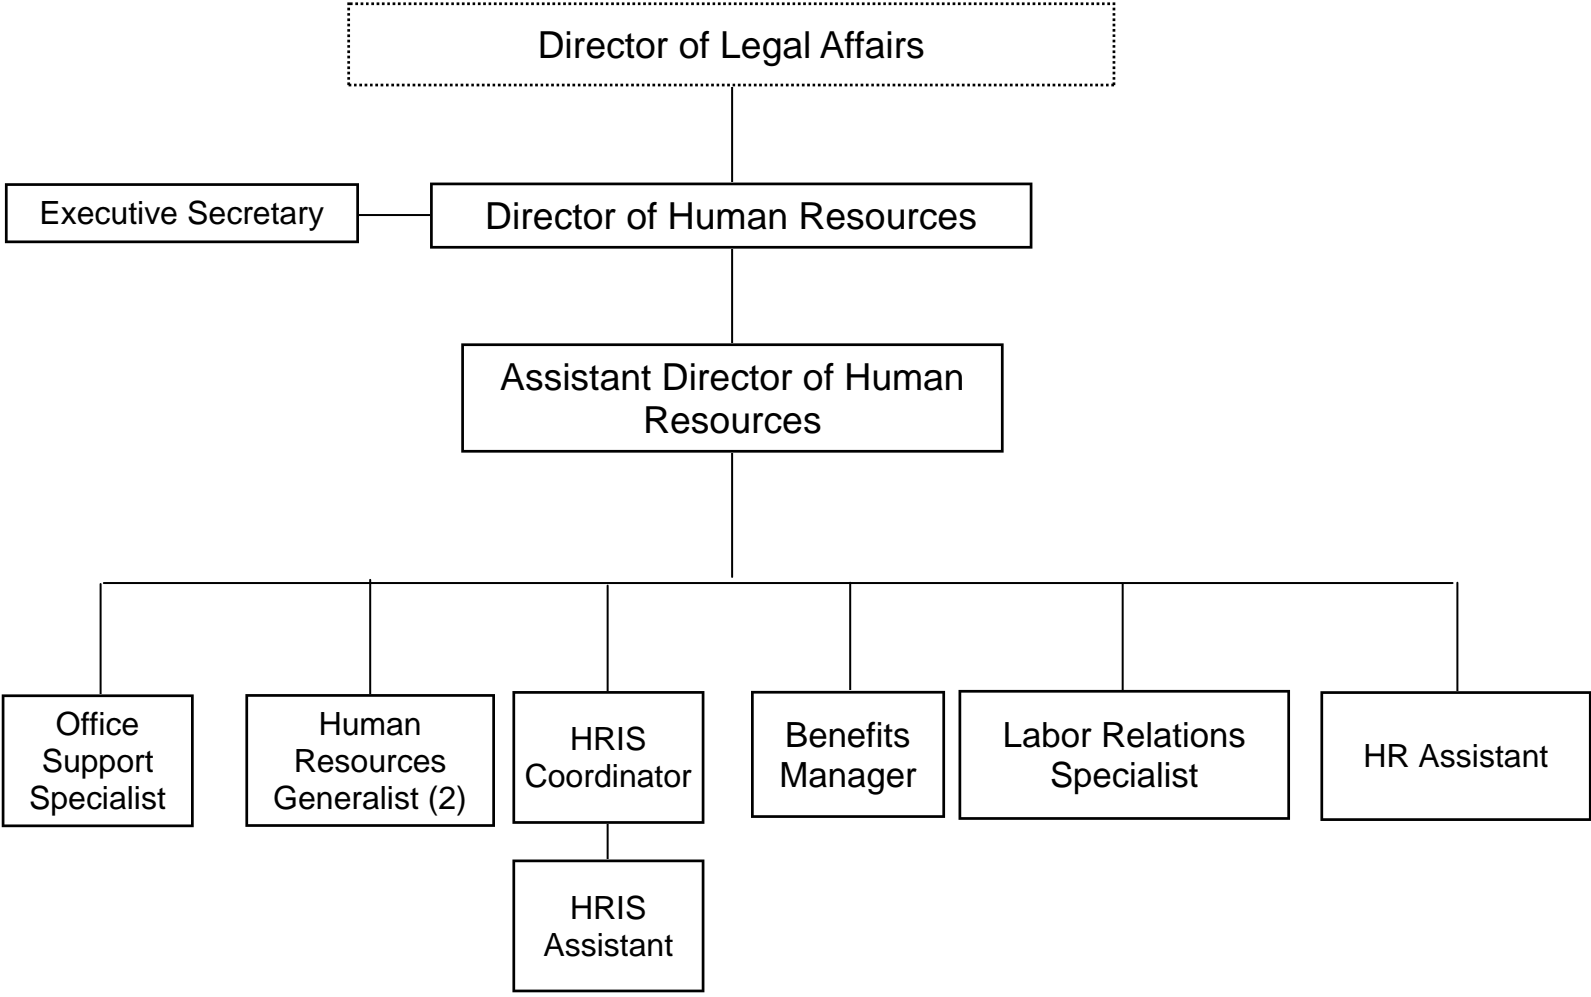 Director of Legal Affairs
Executive Secretary
Director of Human Resources
Assistant Director of Human
Resources
Office
Support
Specialist
Human
Resources
Generalist (2)
HRIS
Coordinator
Benefits
Manager
Labor Relations
Specialist
HR Assistant
HRIS
Assistant